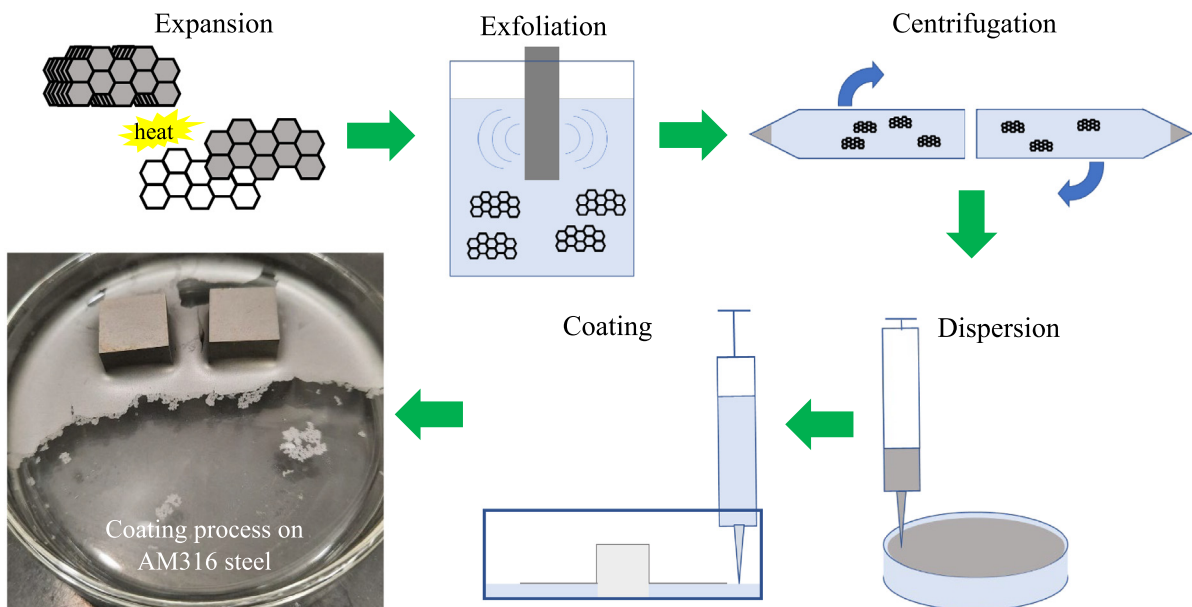 Expansion
Exfoliation
Centrifugation
heat
Coating
Dispersion
Coating process on
AM316 steel